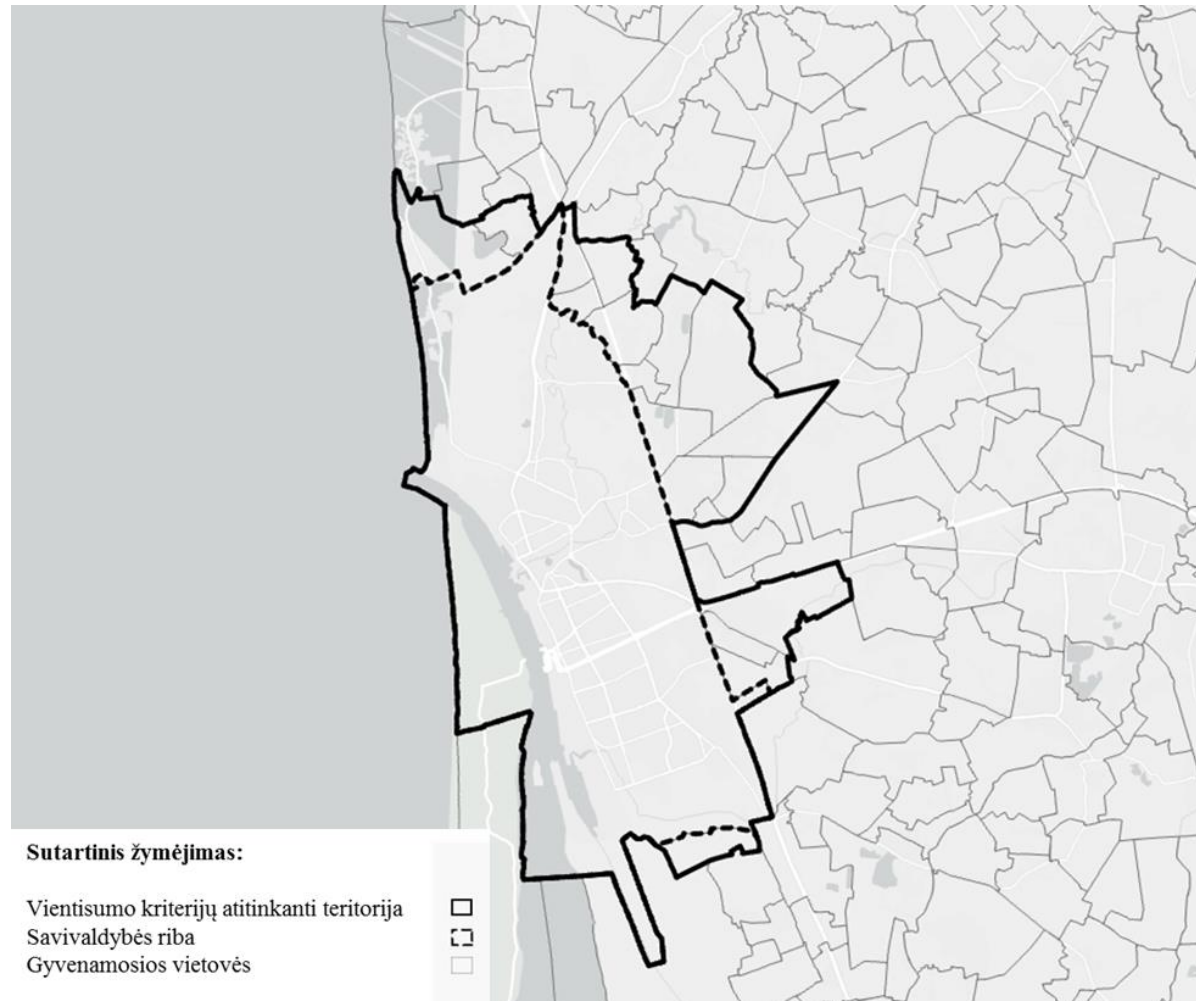 Sutartinis žymėjimas:
Vientisumo kriterijų atitinkanti teritorija
Savivaldybės riba
Gyvenamosios vietovės